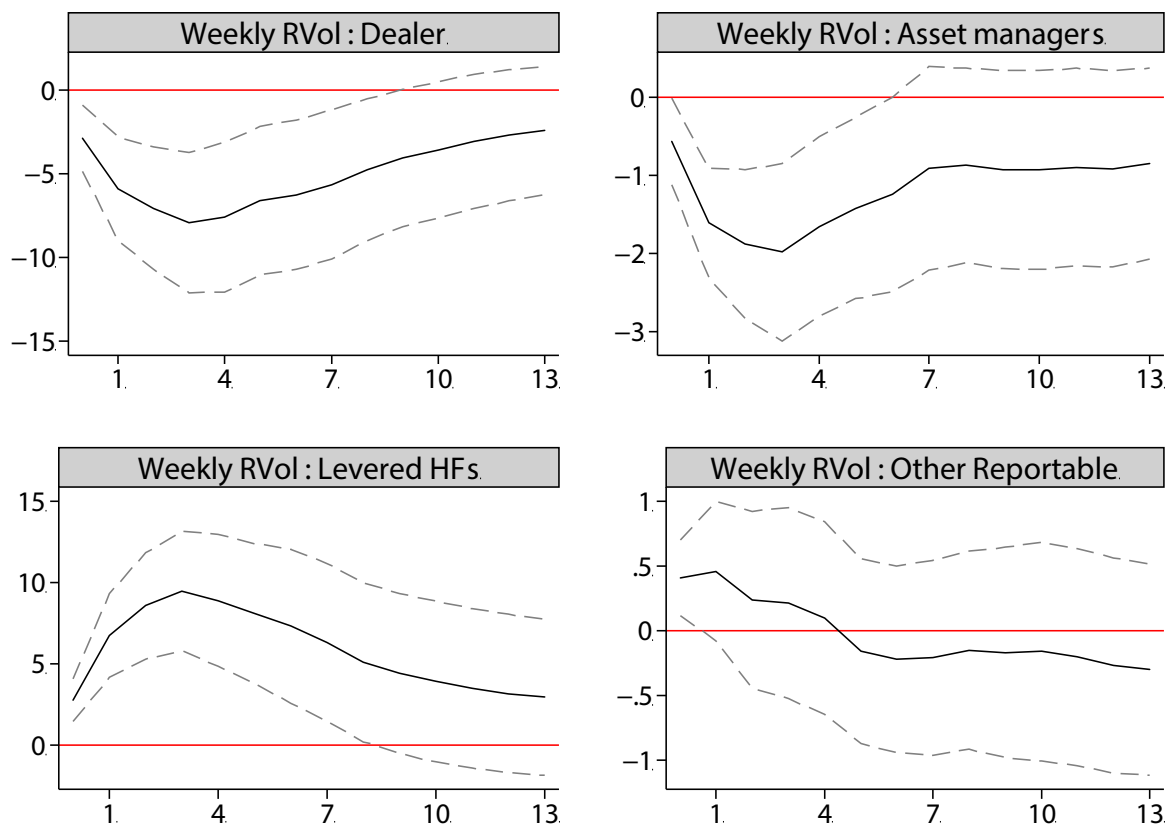 Weekly RVol : Dealer
0
−5
−10
−15
1 4 7 10 13
Weekly RVol : Asset managers
0
−1
−2
−3
1 4 7 10 13
Weekly RVol : Levered HFs
15
10
5
0
1 4 7 10 13
Weekly RVol : Other Reportable
1
.5
0
−.5
−1
1 4 7 10 13